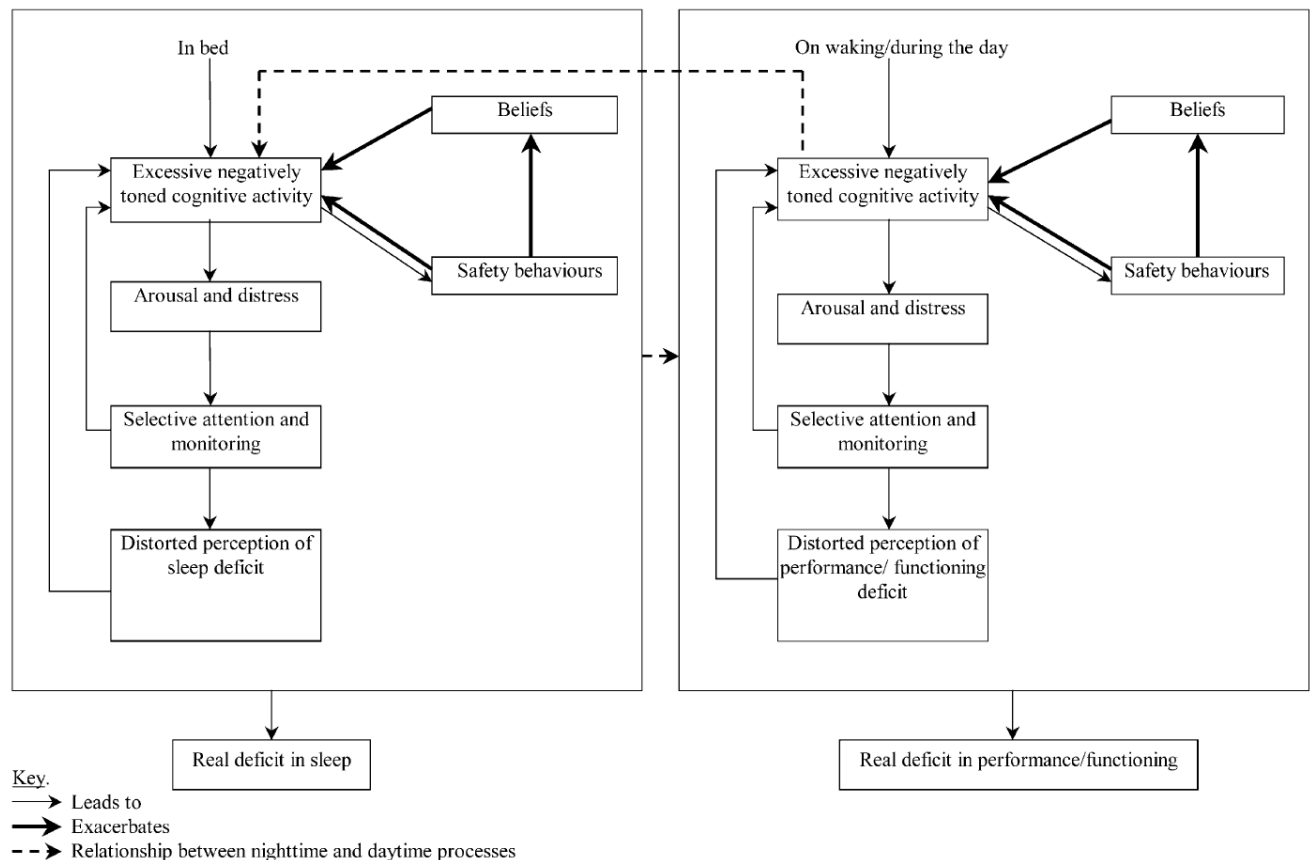 In bed
Beliefs
Excessive negatively
toned cognitive activity
Safety behaviours
Arousal and distress
Selective attention and
monitoring
Distorted perception of
sleep deficit
Real deficit in sleep
On waking/during the day
Beliefs
Excessive negatively
toned cognitive activity
Safety behaviours
Arousal and distress
Selective attention and
monitoring
Distorted perception of
performance/ functioning
deficit
Real deficit in performance/functioning
Key.
Leads to
Exacerbates
Relationship between nighttime and daytime processes